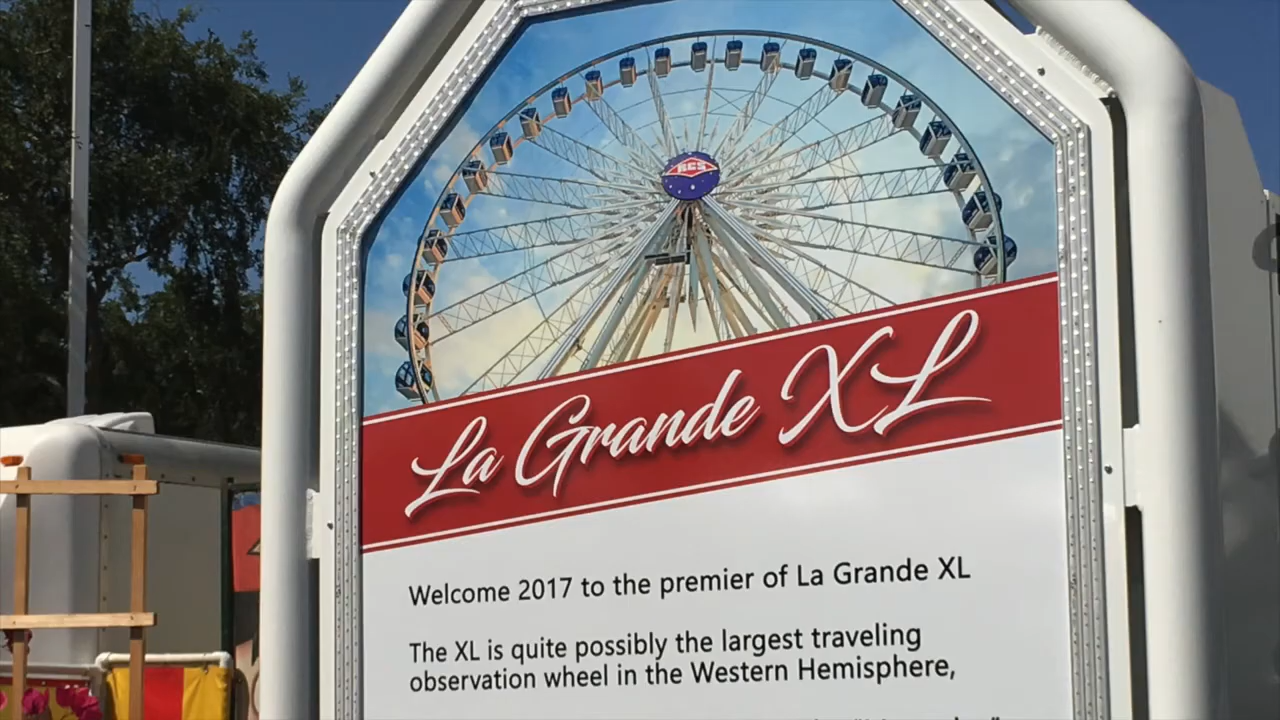 RCS
La Grande XL
Welcome 2017 to the premier of La Grande XL
The XL is quite possibly the largest traveling
observation wheel in the Western Hemisphere,